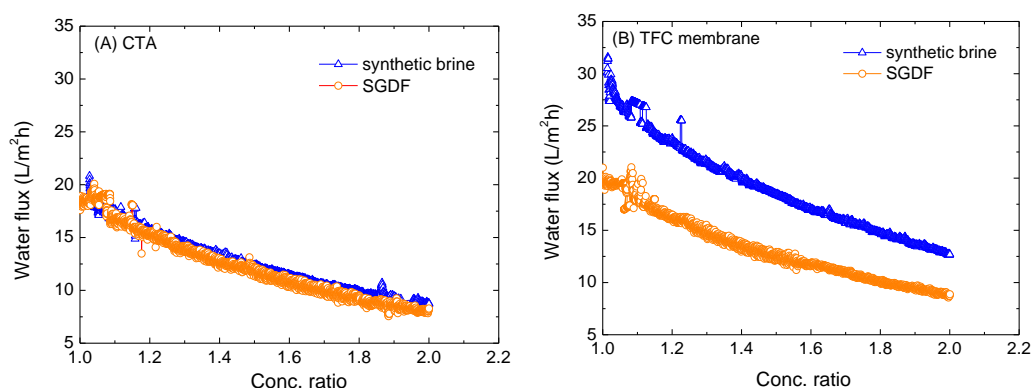 (A) CTA
synthetic brine
SGDF
Water flux (L/m²h)
35
30
25
20
15
10
5
1.0 1.2 1.4 1.6 1.8 2.0 2.2
Conc. ratio
(B) TFC membrane
synthetic brine
SGDF
Water flux (L/m²h)
35
30
25
20
15
10
5
1.0 1.2 1.4 1.6 1.8 2.0 2.2
Conc. ratio